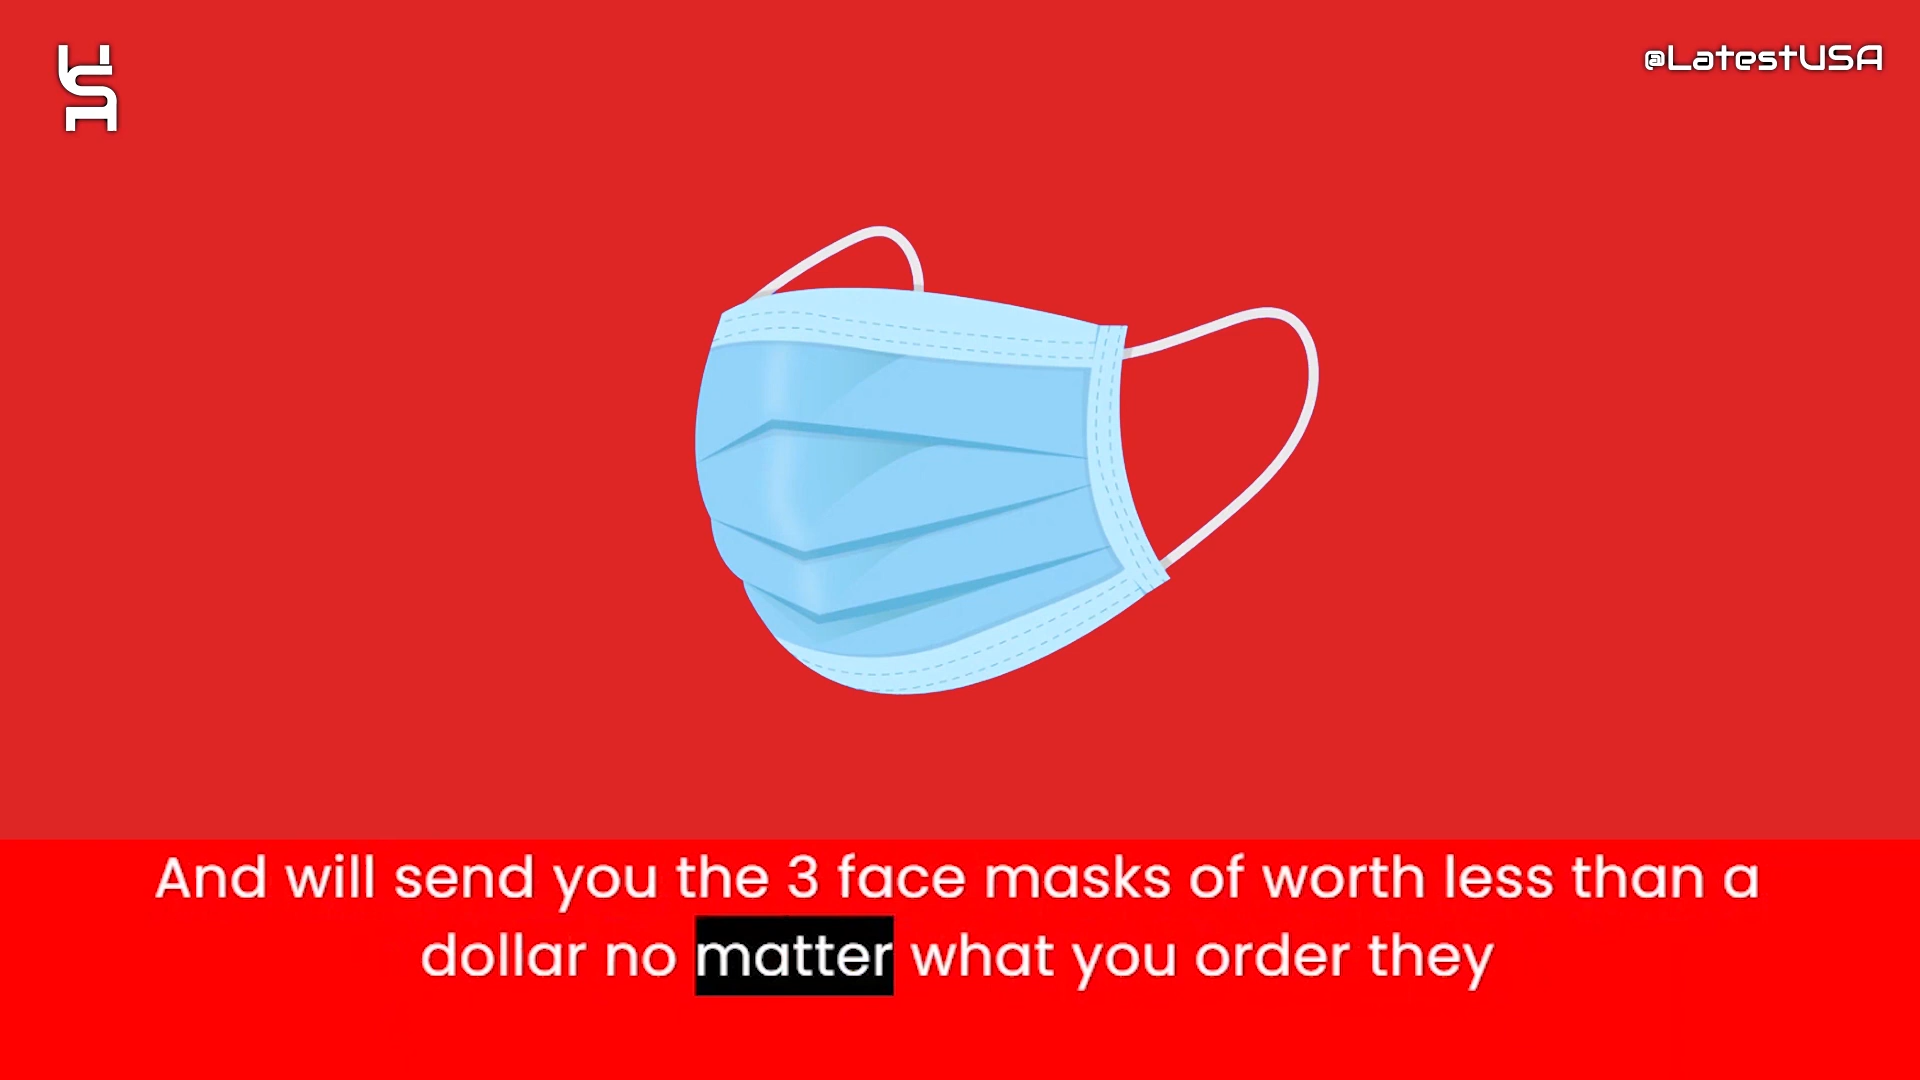 USA
@LatestUSA
And will send you the 3 face masks of worth less than a
dollar no matter what you order they